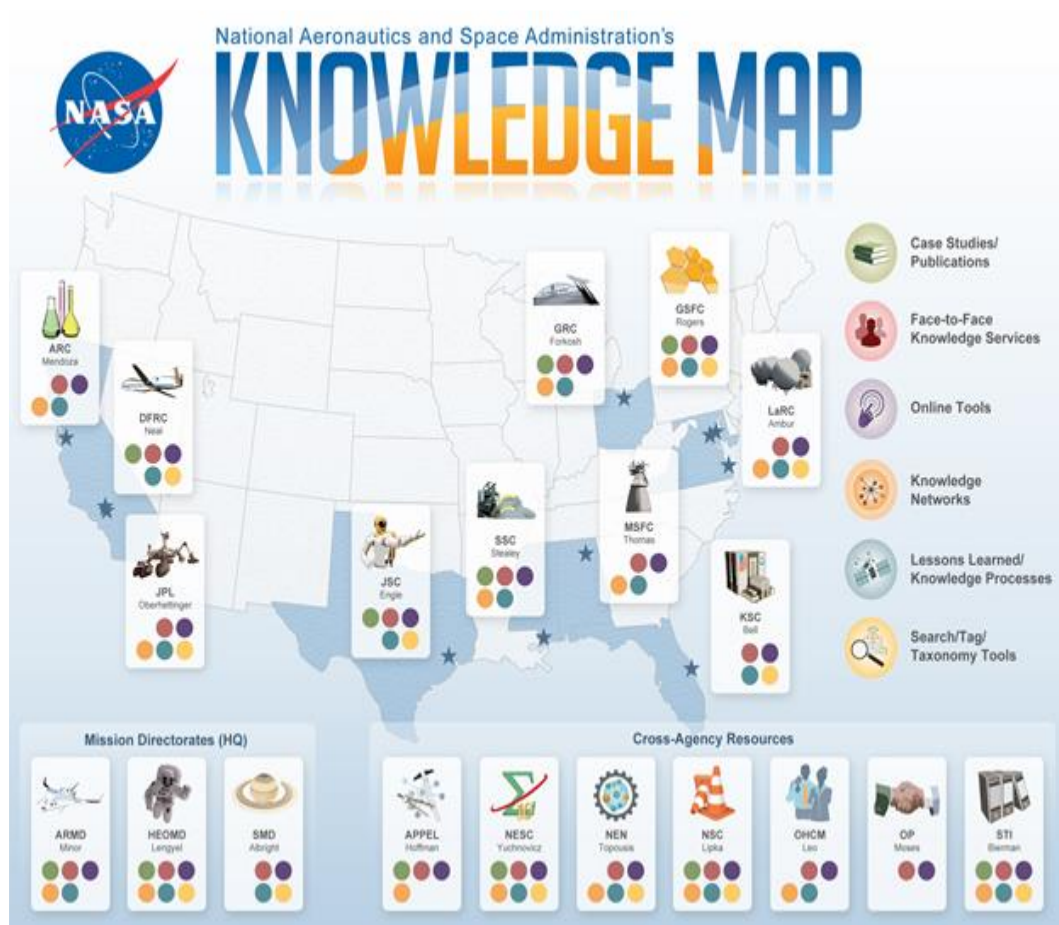 National Aeronautics and Space Administration's
KNOWLEDGE MAP
NASA
ARC
Mendoza
DFRC
Neal
JPL
Oberhettinger
JSC
Engle
SSC
Stealey
GRC
Forkosh
GSFC
Rogers
LaRC
Ambur
MSFC
Thomas
KSC
Bell
Case Studies/
Publications
Face-to-Face
Knowledge Services
Online Tools
Knowledge
Networks
Lessons Learned/
Knowledge Processes
Search/Tag/
Taxonomy Tools
Mission Directorates (HQ)
ARMD
Minor
HEOMD
Lengyel
SMD
Albright
Cross-Agency Resources
APPEL
Hoffman
NESC
Yuchnovicz
NEN
Topousis
NSC
Lipka
OHCM
Leo
OP
Moses
STI
Bierman